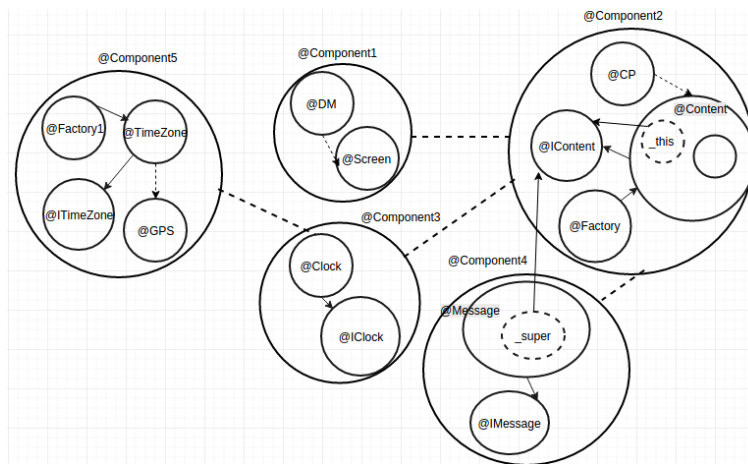 @Component5
@Factory1
@TimeZone
@ITimeZone
@GPS
@Component1
@DM
@Screen
@Component2
@CP
@Content
_this
@IContent
@Factory
@Component3
@Clock
@IClock
@Component4
@Message
_super
@IMessage